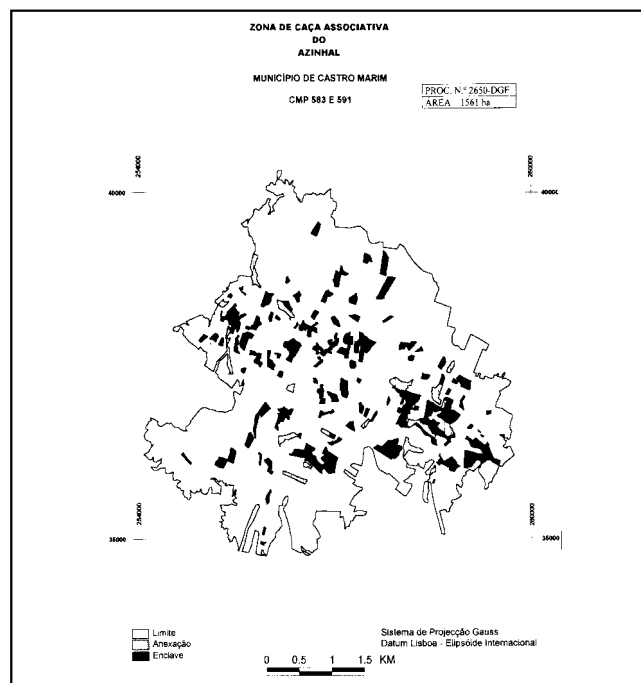 ZONA DE CAÇA ASSOCIATIVA
DO
AZINHAL
MUNICÍPIO DE CASTRO MARIM
CMP 583 E 591
PROC. N.º 2650-DGF
AREA 1561 ha
254000
260000
40000
40000
35000
35000
254000
260000
Limite
Anexação
Enclave
Sistema de Projecção Gauss
Datum Lisboa - Elipsóide Internacional
0 0.5 1 1.5 KM